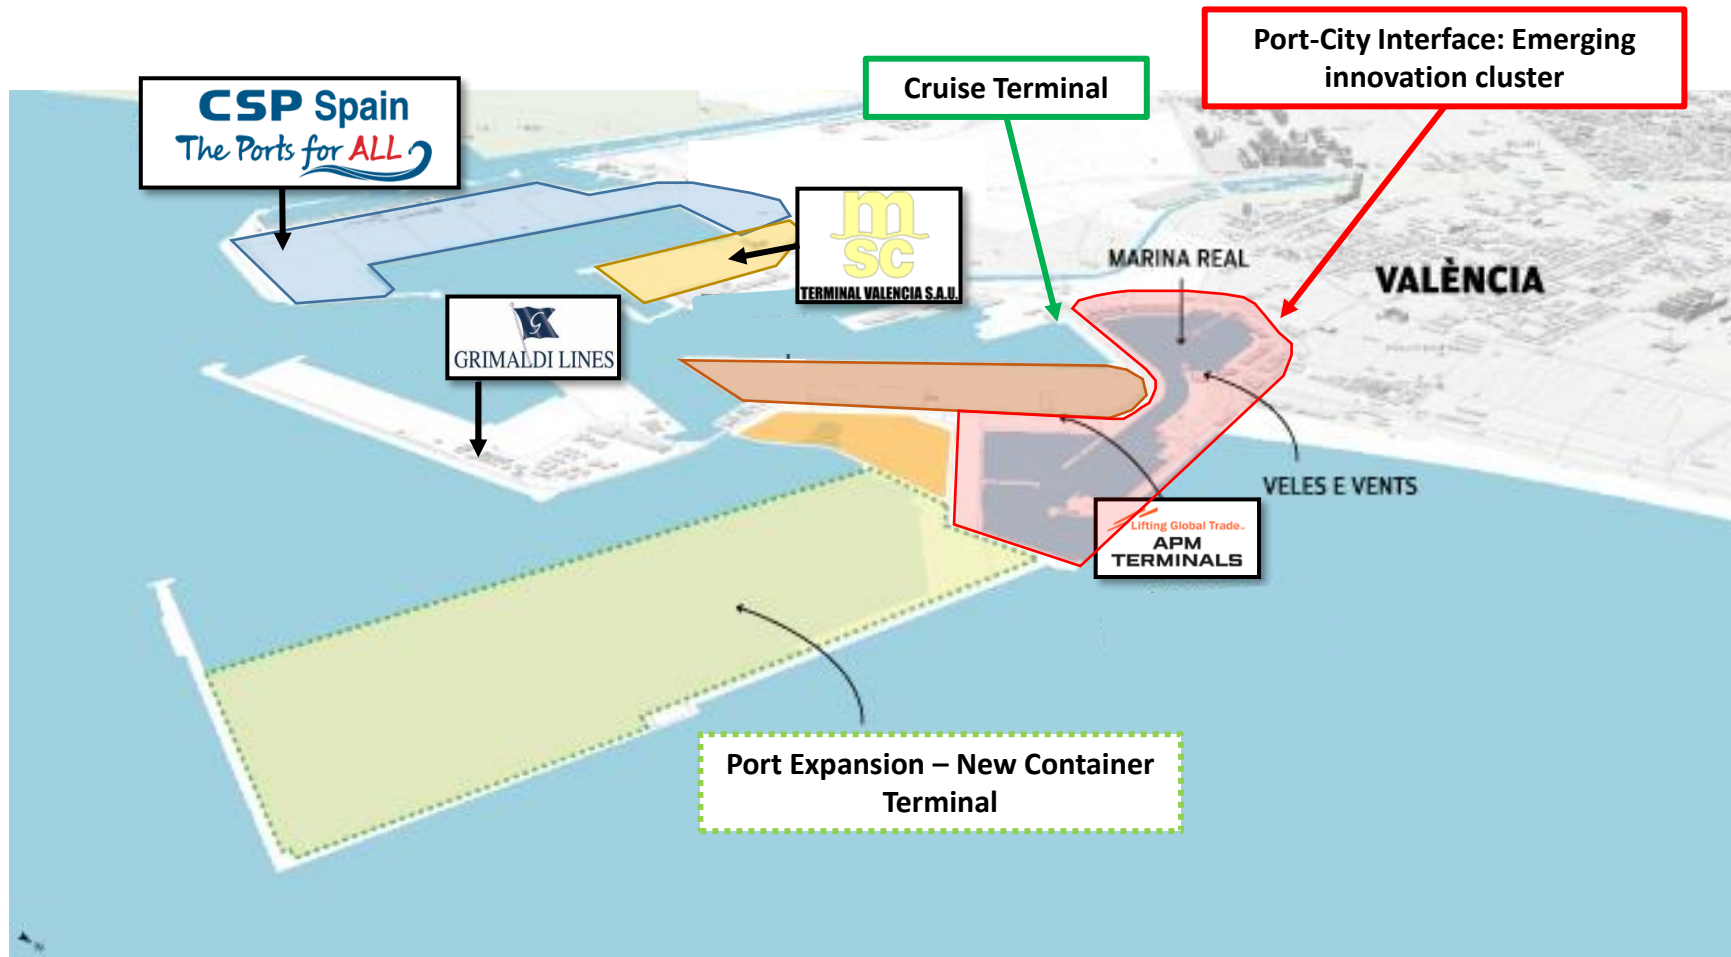 Port-City Interface: Emerging
innovation cluster
Cruise Terminal
CSP Spain
The Ports for ALL
msc
TERMINAL VALENCIA S.A.U.
MARINA REAL
VALÈNCIA
G
GRIMALDI LINES
VELES E VENTS
Lifting Global Trade.
APM
TERMINALS
Port Expansion – New Container
Terminal
N